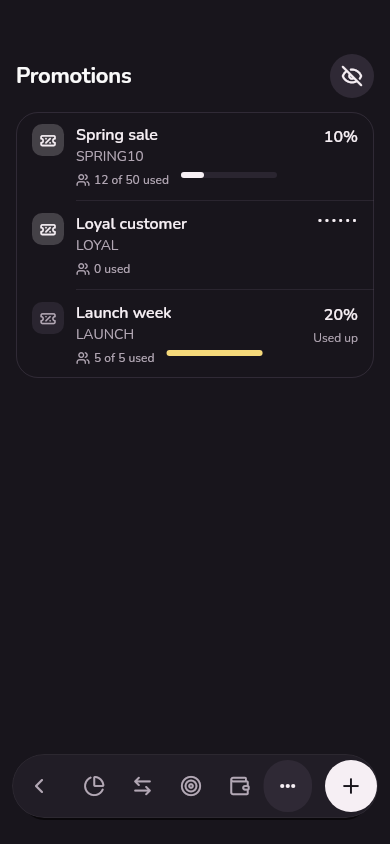 Promotions
Spring sale
10%
SPRING10
12 of 50 used
Loyal customer
••••••
LOYAL
0 used
Launch week
20%
LAUNCH
Used up
5 of 5 used